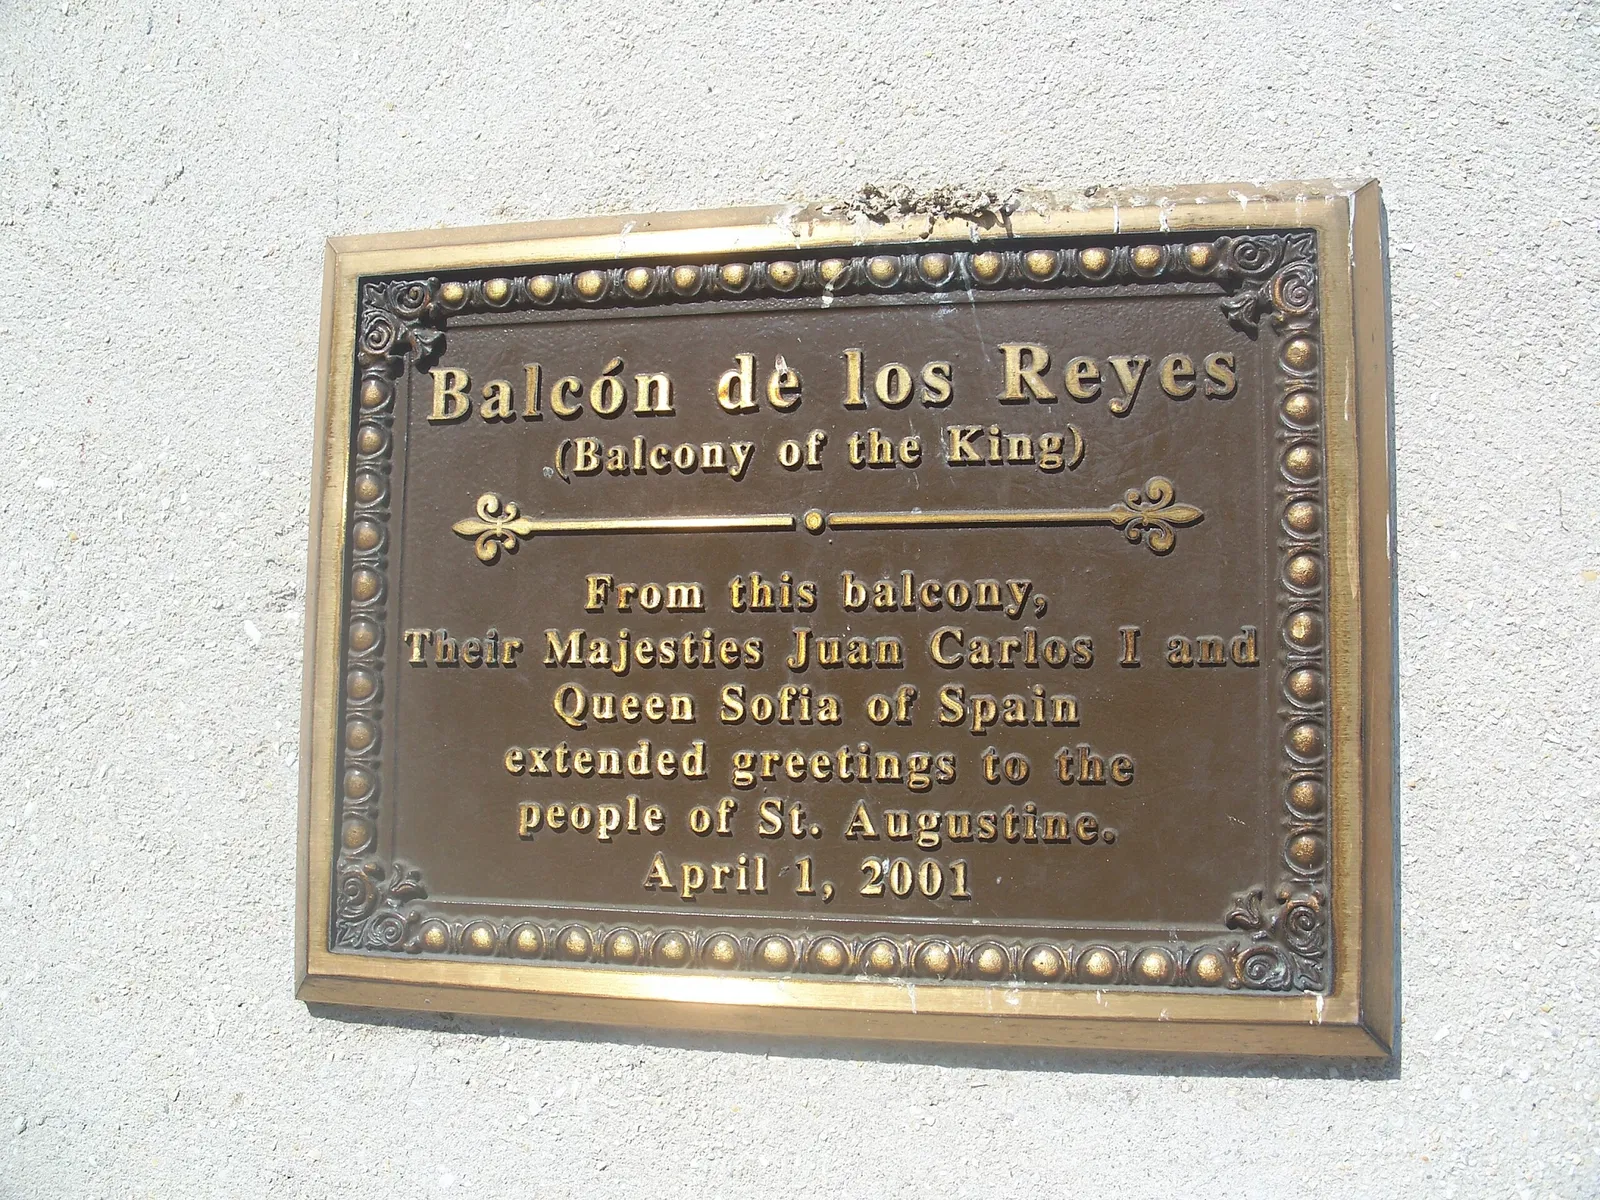 Balcón de los Reyes
(Balcony of the King)
From this balcony,
Their Majesties Juan Carlos I and
Queen Sofia of Spain
extended greetings to the
people of St. Augustine.
April 1, 2001